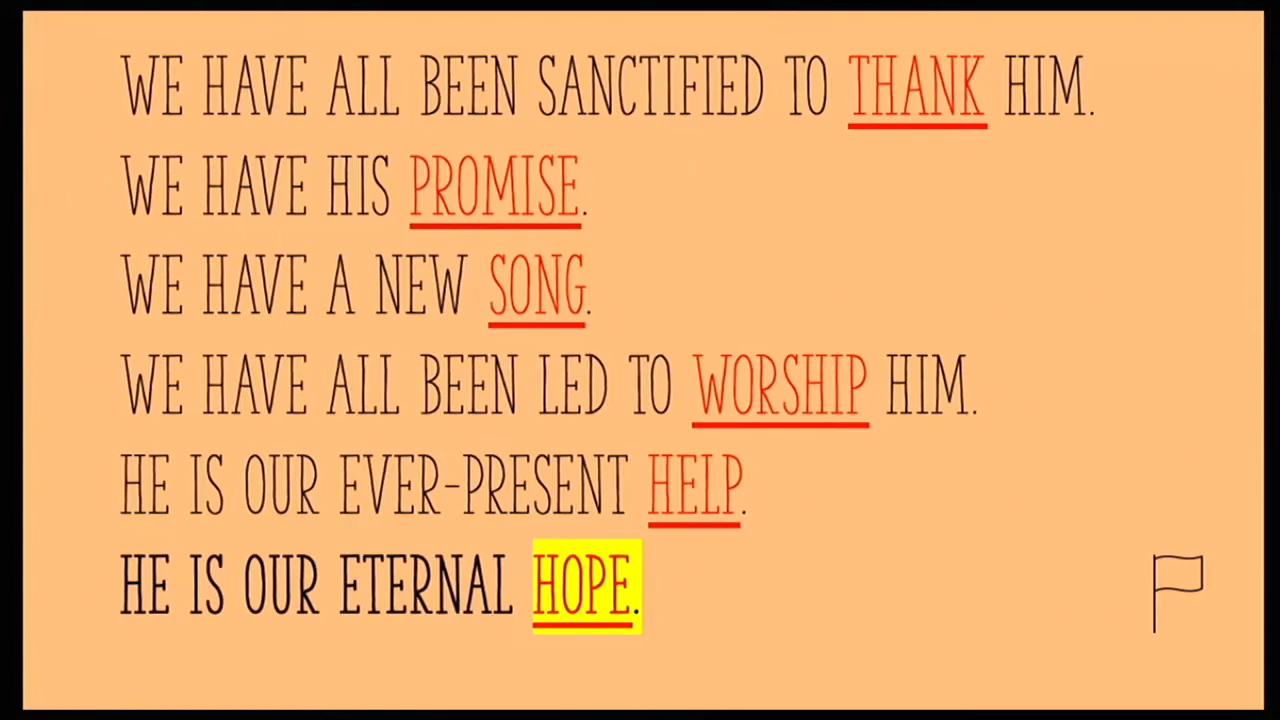 WE HAVE ALL BEEN SANCTIFIED TO THANK HIM.
WE HAVE HIS PROMISE.
WE HAVE A NEW SONG.
WE HAVE ALL BEEN LED TO WORSHIP HIM.
HE IS OUR EVER-PRESENT HELP.
HE IS OUR ETERNAL HOPE.